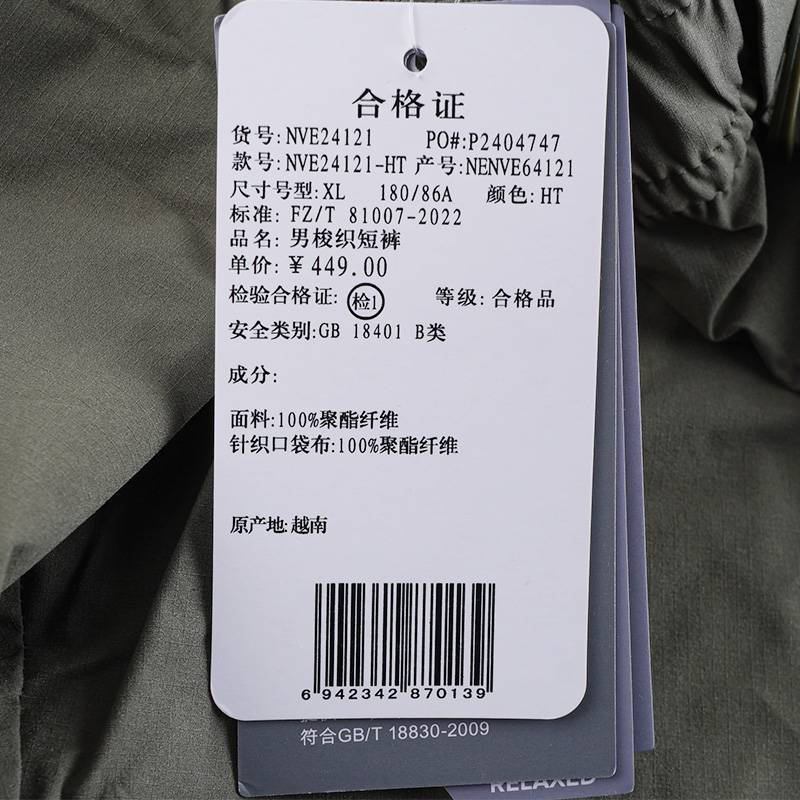 合格证
货号:NVE24121 PO#:P2404747
款号:NVE24121-HT 产号:NENVE64121
尺寸号型:XL 180/86A 颜色:HT
标准: FZ/T 81007-2022
品名: 男梭织短裤
单价:￥449.00
检验合格证: 检1 等级: 合格品
安全类别:GB 18401 B类
成分:
面料:100%聚酯纤维
针织口袋布:100%聚酯纤维
原产地:越南
6 942342 870139
符合GB/T 18830-2009
RELAXED